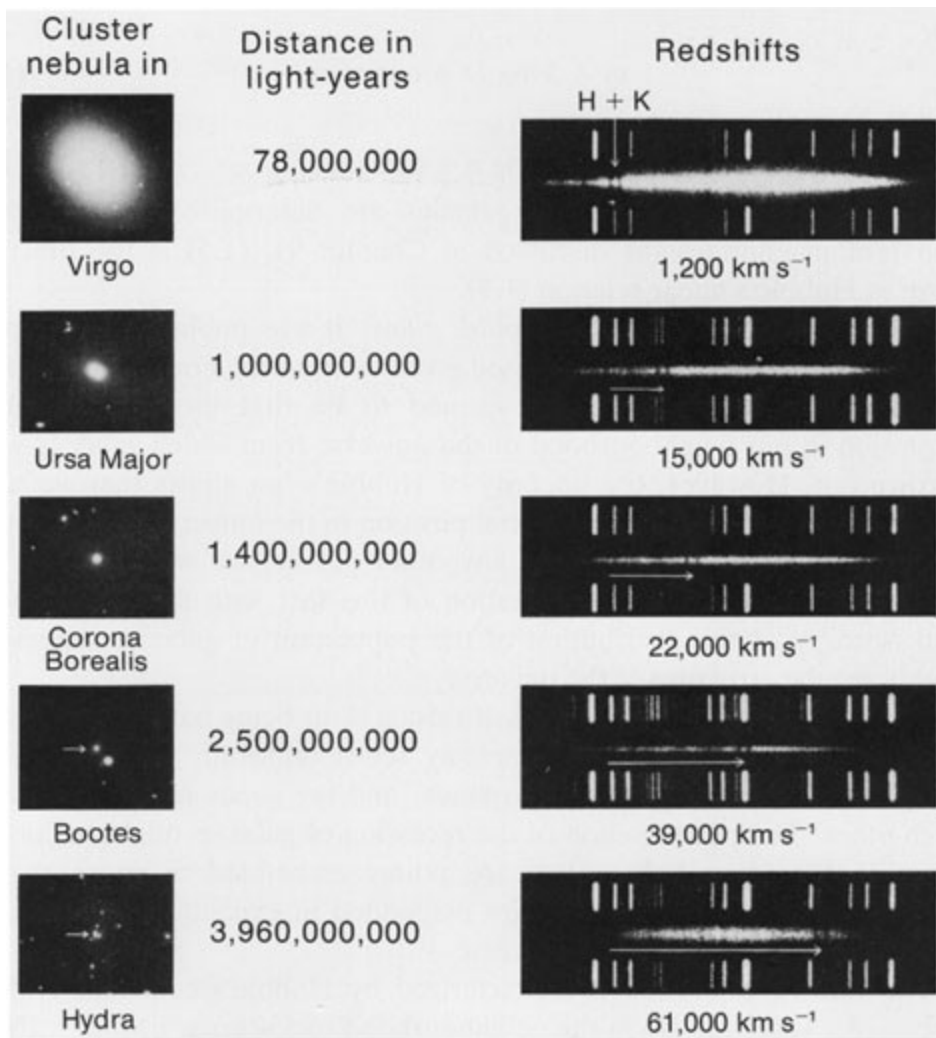 Cluster
nebula in
Distance in
light-years
Redshifts
H + K
78,000,000
Virgo
1,200 km s⁻¹
1,000,000,000
Ursa Major
15,000 km s⁻¹
1,400,000,000
Corona
Borealis
22,000 km s⁻¹
2,500,000,000
Bootes
39,000 km s⁻¹
3,960,000,000
Hydra
61,000 km s⁻¹